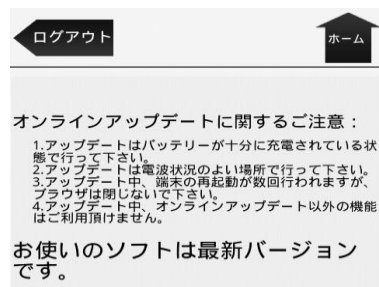 ログアウト
ホーム
オンラインアップデートに関するご注意：
1.アップデートはバッテリーが十分に充電されている状
態で行って下さい。
2.アップデートは電波状況のよい場所で行って下さい。
3.アップデート中、端末の再起動が数回行われますが、
ブラウザは閉じないで下さい。
4.アップデート中、オンラインアップデート以外の機能
はご利用頂けません。
お使いのソフトは最新バージョン
です。